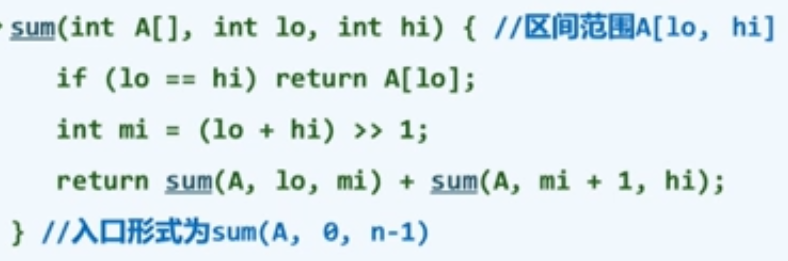 sum(int A[], int lo, int hi) { //区间范围A[lo, hi]
if (lo == hi) return A[lo];
int mi = (lo + hi) >> 1;
return sum(A, lo, mi) + sum(A, mi + 1, hi);
} //入口形式为sum(A, 0, n-1)